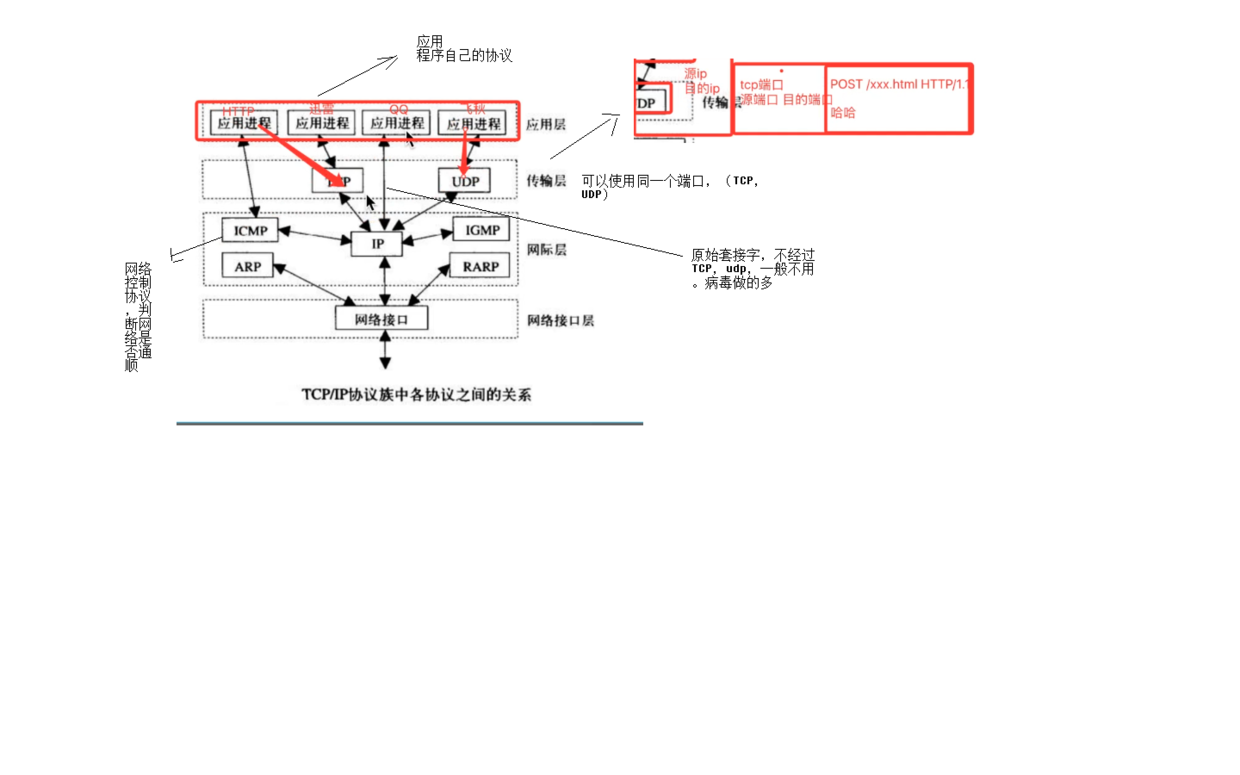 应用
程序自己的协议
源ip
目的ip
DP
传输层
tcp端口
源端口 目的端口
POST /xxx.html HTTP/1.1
哈哈
HTTP
迅雷
QQ
飞秋
应用进程
应用进程
应用进程
应用进程
应用层
UDP
传输层
可以使用同一个端口，（TCP，
UDP）
ICMP
IP
IGMP
网际层
ARP
RARP
原始套接字，不经过
TCP，udp，一般不用
。病毒做的多
网络
控制
协议
，判
断网
络是
否通
顺
网络接口
网络接口层
TCP/IP协议族中各协议之间的关系